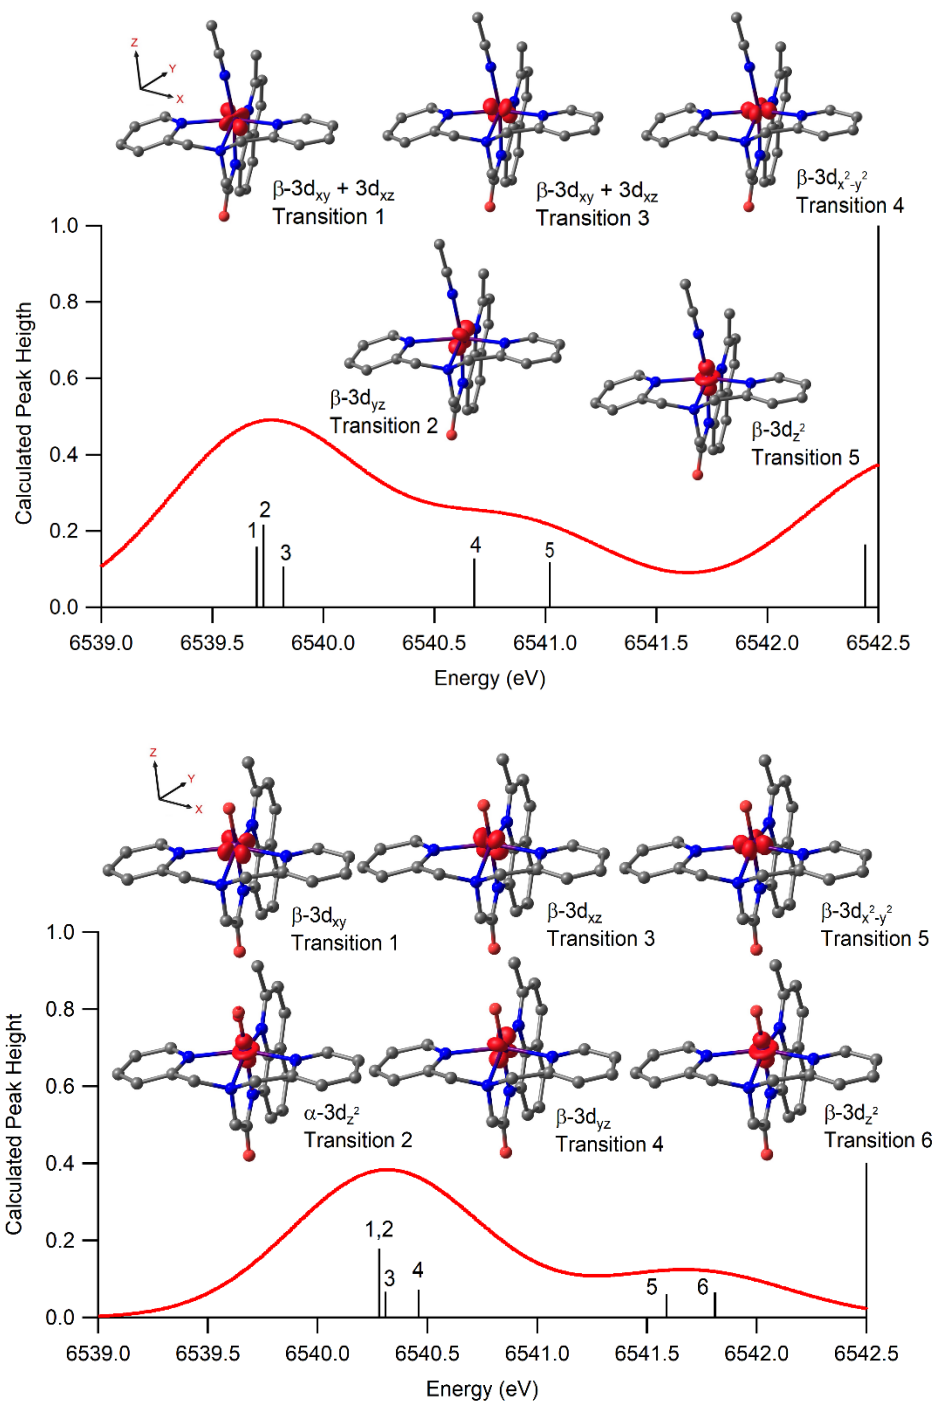 Z
Y
X
β-3dxy + 3dxz
Transition 1
β-3dxy + 3dxz
Transition 3
β-3dx²-y²
Transition 4
β-3dyz
Transition 2
β-3dz²
Transition 5
Calculated Peak Heigth
1.0
0.8
0.6
0.4
0.2
0.0
1
2
3
4
5
6539.0 6539.5 6540.0 6540.5 6541.0 6541.5 6542.0 6542.5
Energy (eV)
Z
Y
X
β-3dxy
Transition 1
β-3dxz
Transition 3
β-3dx²-y²
Transition 5
α-3dz²
Transition 2
β-3dyz
Transition 4
β-3dz²
Transition 6
Calculated Peak Height
1.0
0.8
0.6
0.4
0.2
0.0
1,2
3
4
5
6
6539.0 6539.5 6540.0 6540.5 6541.0 6541.5 6542.0 6542.5
Energy (eV)